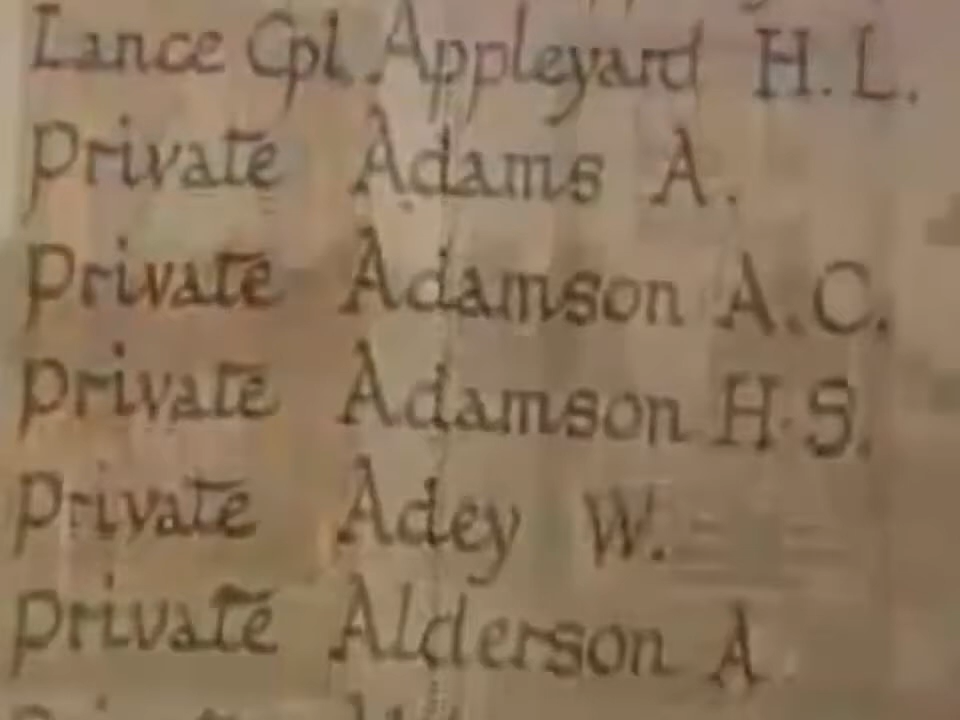 Lance Cpl. Appleyard H. L.
Private Adams A.
Private Adamson A.C.
Private Adamson H.S.
Private Adey W.
Private Alderson A